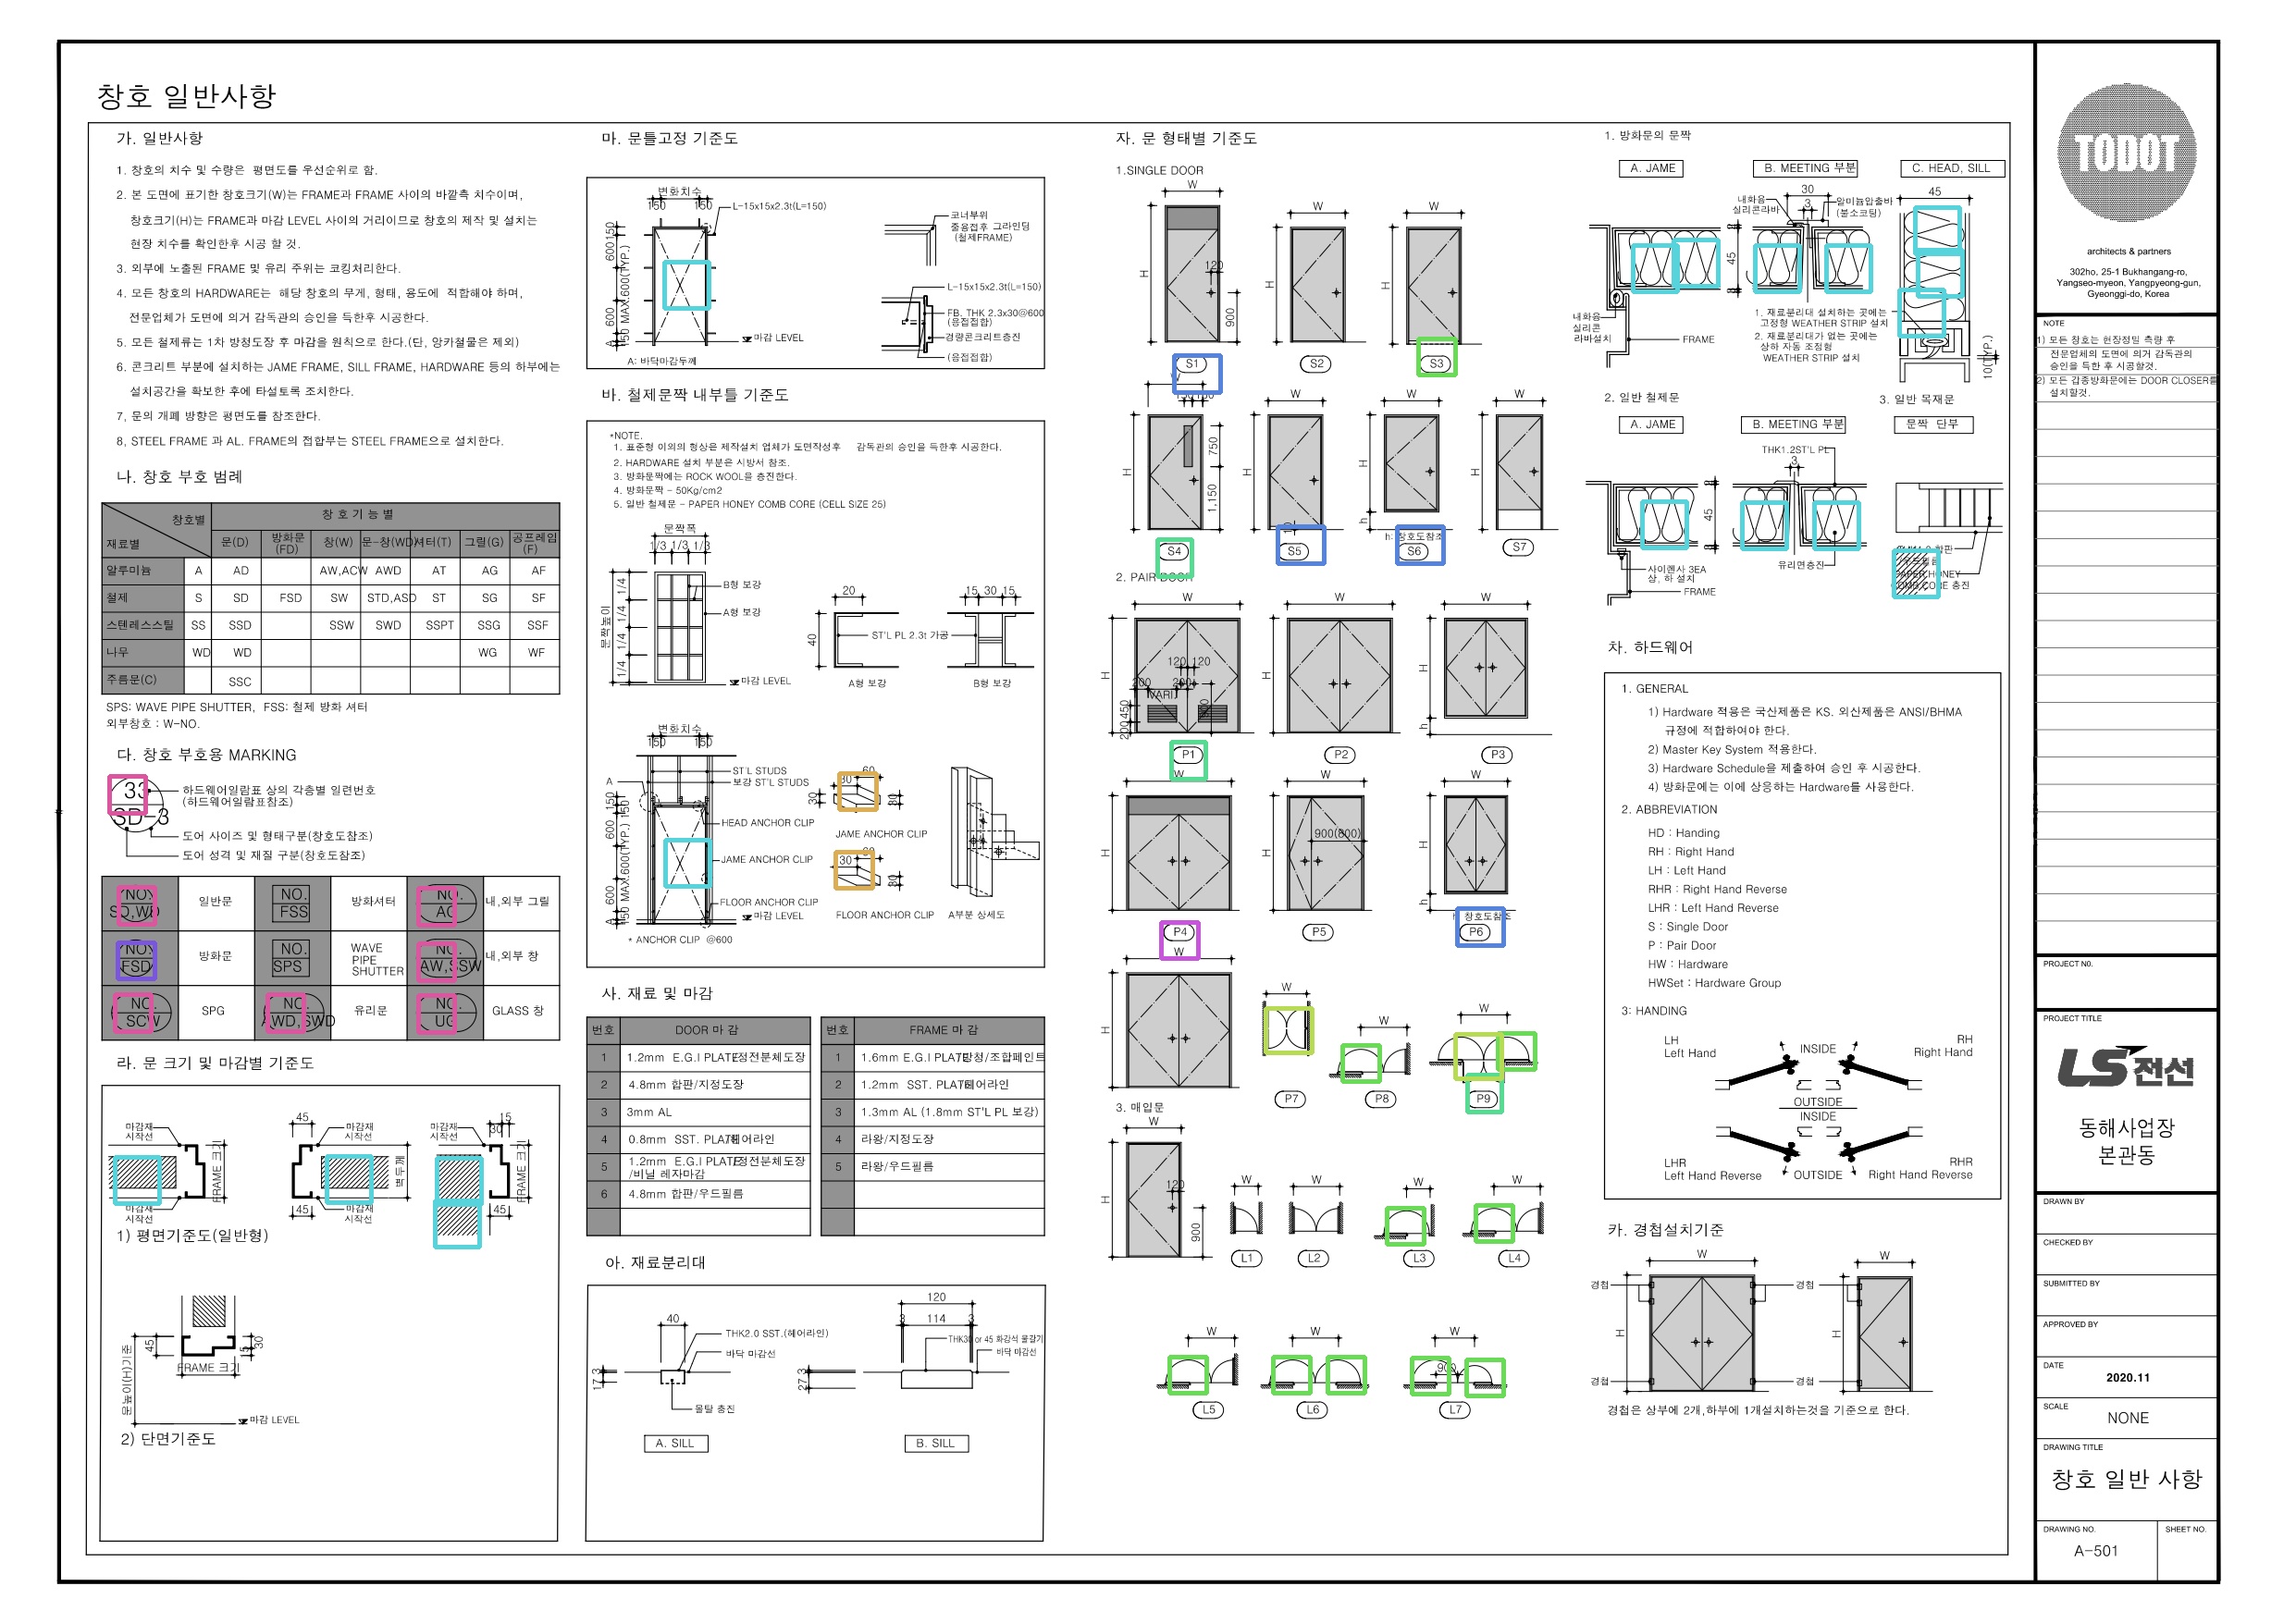 창호 일반사항
가. 일반사항
1. 창호의 치수 및 수량은 평면도를 우선순위로 함.
2. 본 도면에 표기한 창호크기(W)는 FRAME과 FRAME 사이의 바깥측 치수이며,
창호크기(H)는 FRAME과 마감 LEVEL 사이의 거리이므로 창호의 제작 및 설치는
현장 치수를 확인한후 시공 할 것.
3. 외부에 노출된 FRAME 및 유리 주위는 코킹처리한다.
4. 모든 창호의 HARDWARE는 해당 창호의 무게, 형태, 용도에 적합해야 하며,
전문업체가 도면에 의거 감독관의 승인을 득한후 시공한다.
5. 모든 철제류는 1차 방청도장 후 마감을 원칙으로 한다.(단, 앙카철물은 제외)
6. 콘크리트 부분에 설치하는 JAME FRAME, SILL FRAME, HARDWARE 등의 하부에는
설치공간을 확보한 후에 타설토록 조치한다.
7, 문의 개폐 방향은 평면도를 참조한다.
8, STEEL FRAME 과 AL. FRAME의 접합부는 STEEL FRAME으로 설치한다.
나. 창호 부호 범례
창호별
재료별
창 호 기 능 별
문(D) 방화문(FD) 창(W) 문-창(WD) 셔터(T) 그릴(G) 공프레임(F)
알루미늄 A AD AW,ACW AWD AT AG AF
철제 S SD FSD SW STD,ASD ST SG SF
스텐레스스틸 SS SSD SSW SWD SSPT SSG SSF
나무 WD WD WG WF
주름문(C) SSC
SPS: WAVE PIPE SHUTTER, FSS: 철제 방화 셔터
외부창호 : W-NO.
다. 창호 부호용 MARKING
33
SD-3
하드웨어일람표 상의 각층별 일련번호
(하드웨어일람표참조)
도어 사이즈 및 형태구분(창호도참조)
도어 성격 및 재질 구분(창호도참조)
NO. SD,WD 일반문 NO. FSS 방화셔터 NO. AG 내,외부 그릴
NO. FSD 방화문 NO. SPS WAVE PIPE SHUTTER NO. AW,SSW 내,외부 창
NO. SCW SPG NO. AWD,SWD 유리문 NO. UG GLASS 창
라. 문 크기 및 마감별 기준도
마감재
시작선
45
마감재
시작선
마감재
시작선
15
30
FRAME 크기
벽두께
FRAME 크기
마감재
시작선
45
마감재
시작선
45
1) 평면기준도(일반형)
45
5
30
FRAME 크기
마감 LEVEL
2) 단면기준도
마. 문틀고정 기준도
변화치수
150 150
L-15x15x2.3t(L=150)
600 150
150 MAX.600(TYP.)
600
A
마감 LEVEL
A: 바닥마감두께
코너부위
줄용접후 그라인딩
(철제FRAME)
L-15x15x2.3t(L=150)
FB. THK 2.3x30@600
(용접접합)
경량콘크리트충진
(용접접합)
바. 철제문짝 내부틀 기준도
*NOTE.
1. 표준형 이외의 형상은 제작설치 업체가 도면작성후 감독관의 승인을 득한후 시공한다.
2. HARDWARE 설치 부분은 시방서 참조.
3. 방화문짝에는 ROCK WOOL을 충진한다.
4. 방화문짝 - 50Kg/cm2
5. 일반 철제문 - PAPER HONEY COMB CORE (CELL SIZE 25)
문짝폭
1/3 1/3 1/3
문짝높이
1/4 1/4 1/4 1/4
B형 보강
A형 보강
마감 LEVEL
20
40
ST'L PL 2.3t 가공
15 30 15
A형 보강
B형 보강
변화치수
150 150
A
ST'L STUDS
보강 ST'L STUDS
600 150 150
150 MAX.600(TYP.)
600
A
HEAD ANCHOR CLIP
JAME ANCHOR CLIP
FLOOR ANCHOR CLIP
마감 LEVEL
* ANCHOR CLIP @600
60
30
30
30
JAME ANCHOR CLIP
60
30
30
FLOOR ANCHOR CLIP
A부분 상세도
사. 재료 및 마감
번호 DOOR 마 감
1 1.2mm E.G.I PLATE/정전분체도장
2 4.8mm 합판/지정도장
3 3mm AL
4 0.8mm SST. PLATE/헤어라인
5 1.2mm E.G.I PLATE/정전분체도장
/비닐 레자마감
6 4.8mm 합판/우드필름
번호 FRAME 마 감
1 1.6mm E.G.I PLATE/방청/조합페인트
2 1.2mm SST. PLATE/헤어라인
3 1.3mm AL (1.8mm ST'L PL 보강)
4 라왕/지정도장
5 라왕/우드필름
아. 재료분리대
40
THK2.0 SST.(헤어라인)
바닥 마감선
17 3
몰탈 충진
A. SILL
120
3 114 3
THK30 or 45 화강석 물갈기
바닥 마감선
27 3
B. SILL
자. 문 형태별 기준도
1.SINGLE DOOR
W
H
120
900
S1
W
H
S2
W
H
S3
W
H
750
1,150
S4
W
H
S5
W
H
h
h: 창호도참조
S6
W
H
S7
2. PAIR DOOR
W
H
120 120
200 200
VARI
200 450
900
P1
W
H
P2
W
H
h
P3
W
H
P4
W
H
900(800)
P5
W
H
h
창호도참조
P6
W
H
W
P7
W
P8
W
P9
3. 매입문
W
H
120
900
W
L1
W
L2
W
L3
W
L4
W
L5
W
L6
W
900
L7
1. 방화문의 문짝
A. JAME
B. MEETING 부분
C. HEAD, SILL
내화용
실리콘라바
30
3
알미늄압출바
(불소코팅)
45
45
내화용
실리콘
라바설치
FRAME
1. 재료분리대 설치하는 곳에는
고정형 WEATHER STRIP 설치
2. 재료분리대가 없는 곳에는
상하 자동 조정형
WEATHER STRIP 설치
10(TYP.)
2. 일반 철제문
3. 일반 목재문
A. JAME
B. MEETING 부분
문짝 단부
THK1.2ST'L PL
3
45
사이렌사 3EA
상, 하 설치
FRAME
유리면충진
PAPER HONEY
COMB CORE 충진
차. 하드웨어
1. GENERAL
1) Hardware 적용은 국산제품은 KS. 외산제품은 ANSI/BHMA
규정에 적합하여야 한다.
2) Master Key System 적용한다.
3) Hardware Schedule을 제출하여 승인 후 시공한다.
4) 방화문에는 이에 상응하는 Hardware를 사용한다.
2. ABBREVIATION
HD : Handing
RH : Right Hand
LH : Left Hand
RHR : Right Hand Reverse
LHR : Left Hand Reverse
S : Single Door
P : Pair Door
HW : Hardware
HWSet : Hardware Group
3: HANDING
LH
Left Hand
INSIDE
RH
Right Hand
OUTSIDE
INSIDE
LHR
Left Hand Reverse
OUTSIDE
RHR
Right Hand Reverse
카. 경첩설치기준
W
경첩
H
경첩
경첩
경첩
W
H
경첩은 상부에 2개,하부에 1개설치하는것을 기준으로 한다.
TODOT
architects & partners
302ho, 25-1 Bukhangang-ro,
Yangseo-myeon, Yangpyeong-gun,
Gyeonggi-do, Korea
NOTE
1) 모든 창호는 현장정밀 측량 후
전문업체의 도면에 의거 감독관의
승인을 득한 후 시공할것.
2) 모든 갑종방화문에는 DOOR CLOSER를
설치할것.
PROJECT NO.
PROJECT TITLE
LS전선
동해사업장
본관동
DRAWN BY
CHECKED BY
SUBMITTED BY
APPROVED BY
DATE
2020.11
SCALE
NONE
DRAWING TITLE
창호 일반 사항
DRAWING NO.
SHEET NO.
A-501